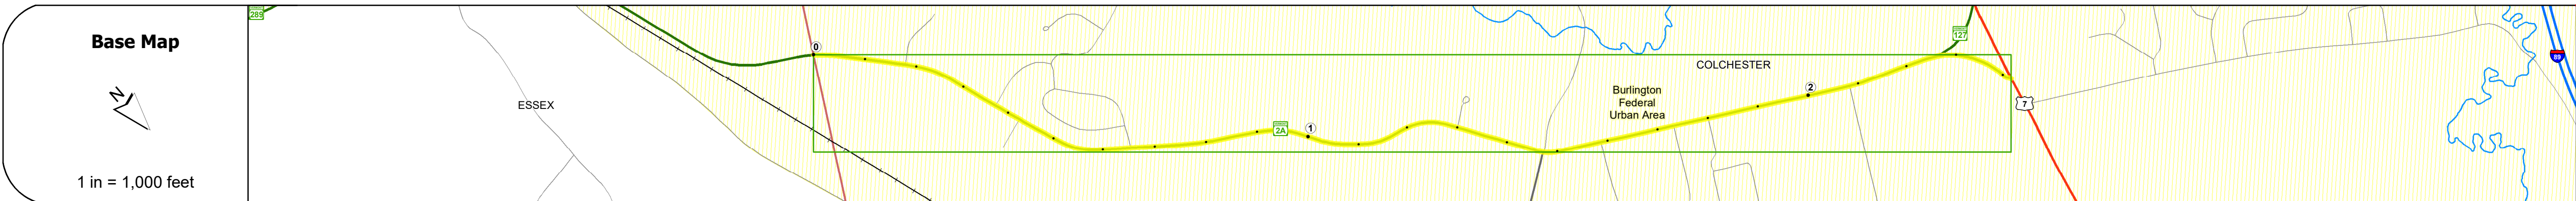 Base Map
N
1 in = 1,000 feet
289
ESSEX
0
2A
1
Burlington
Federal
Urban Area
COLCHESTER
2
127
7
89